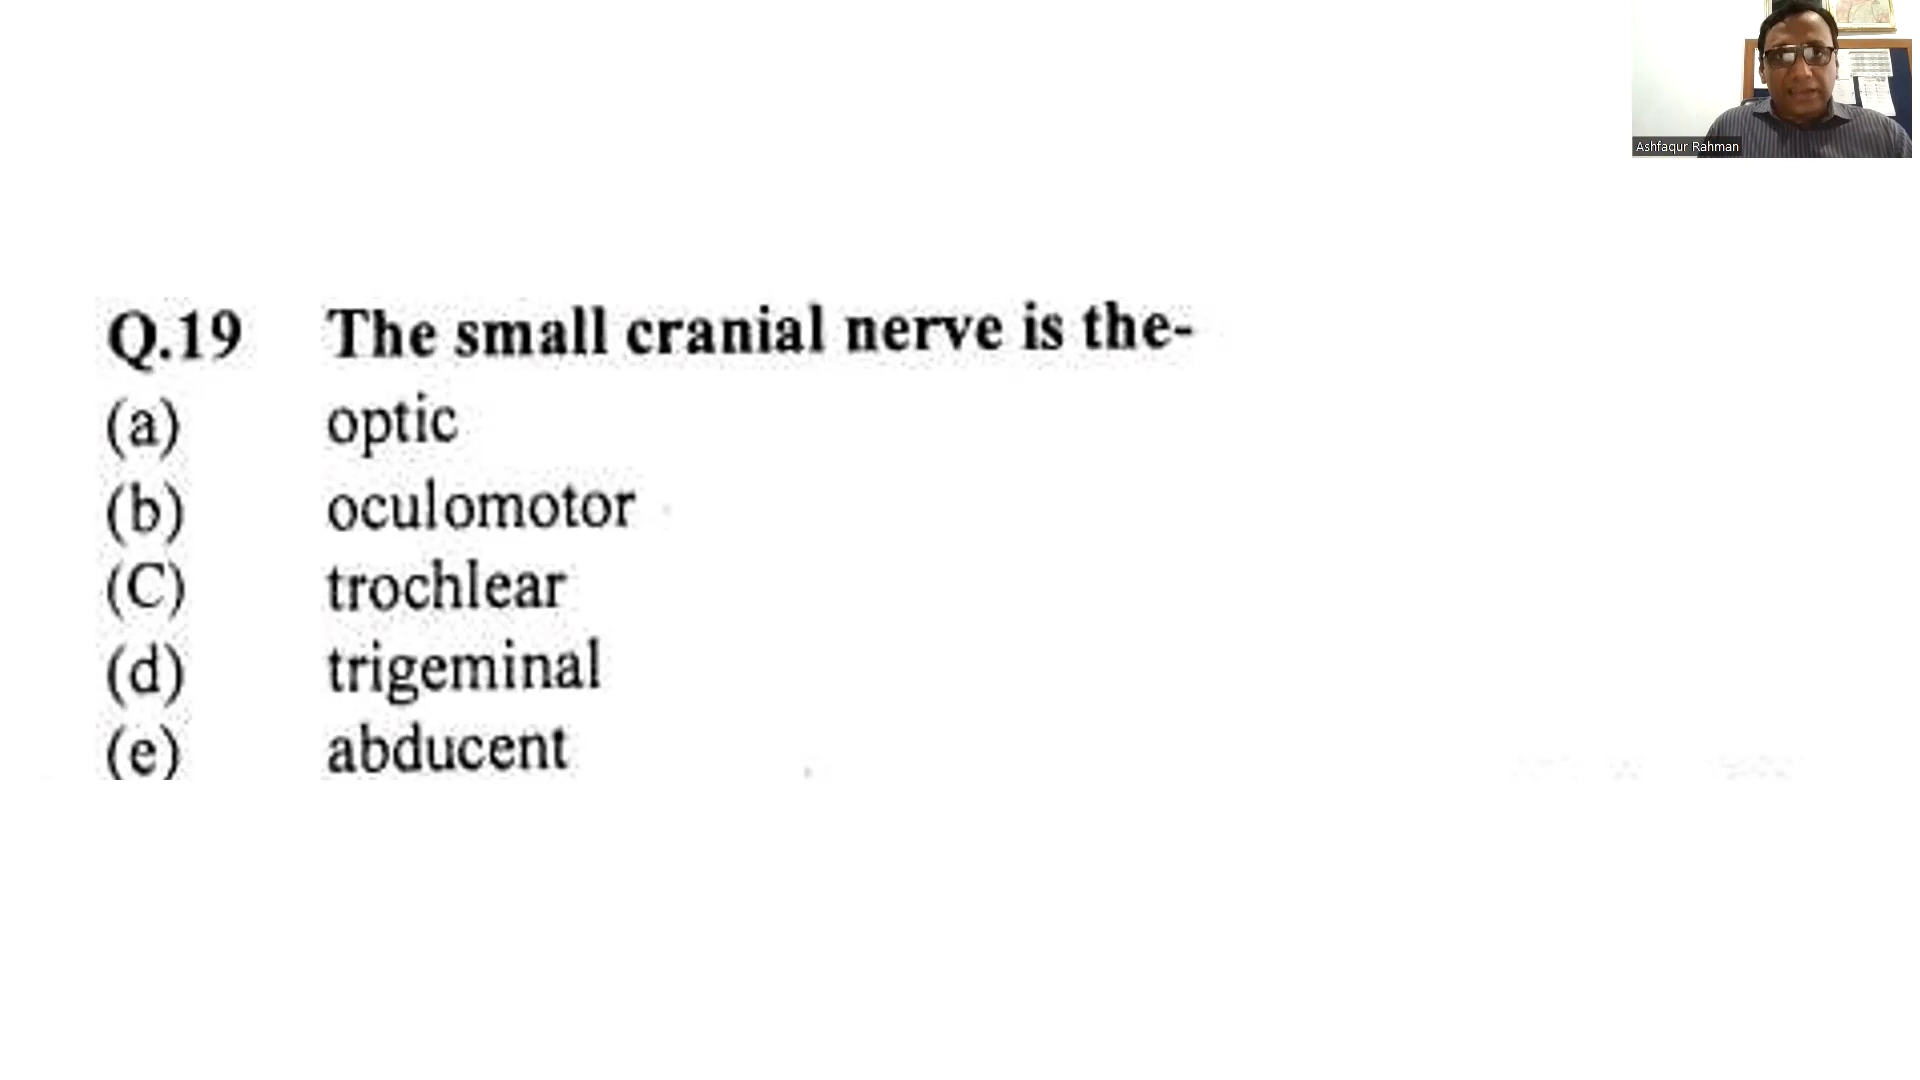 Ashfaqur Rahman
Q.19 The small cranial nerve is the-
(a) optic
(b) oculomotor
(C) trochlear
(d) trigeminal
(e) abducent